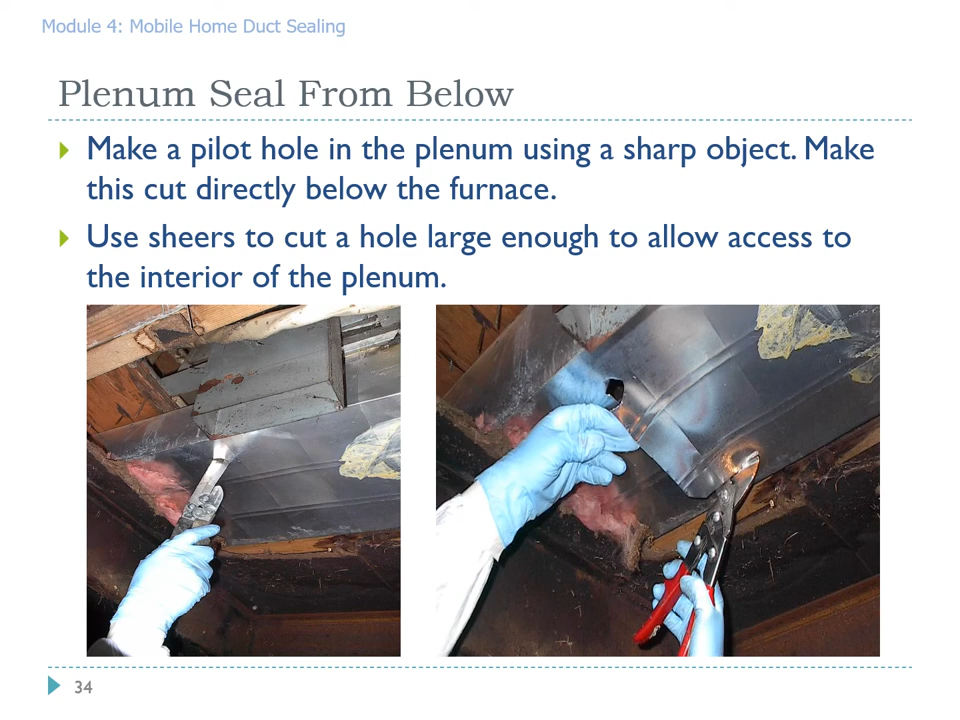 Module 4: Mobile Home Duct Sealing
Plenum Seal From Below
Make a pilot hole in the plenum using a sharp object. Make
this cut directly below the furnace.
Use sheers to cut a hole large enough to allow access to
the interior of the plenum.
34